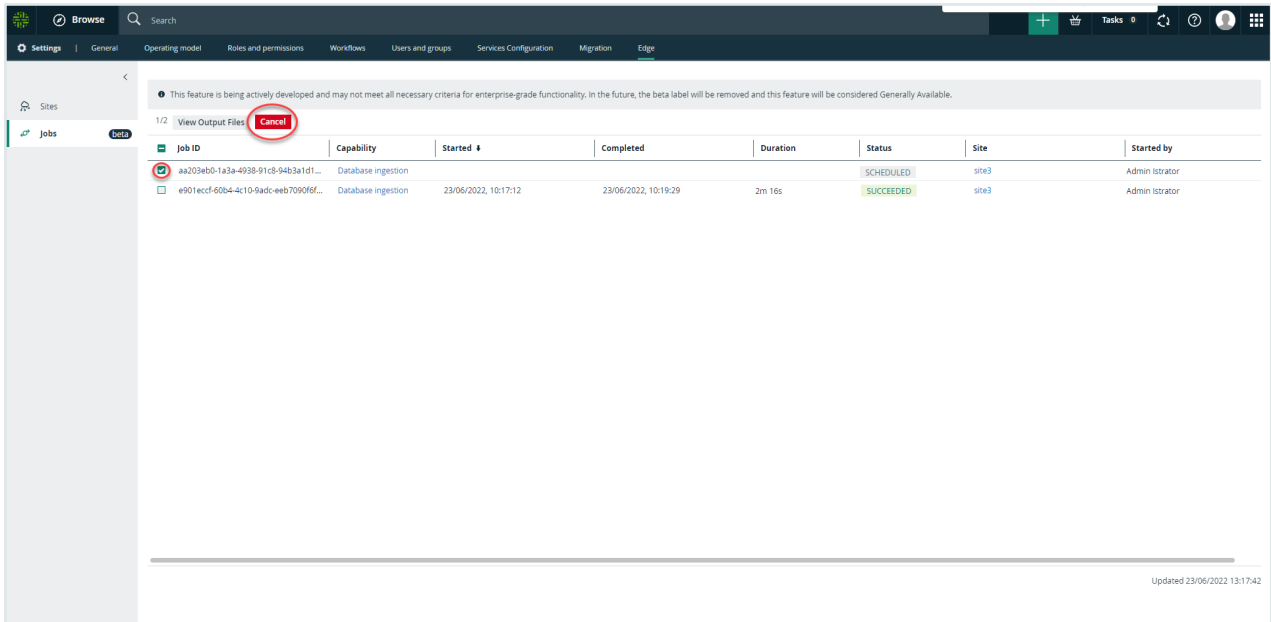 Browse Search Tasks 0
Settings | General Operating model Roles and permissions Workflows Users and groups Services Configuration Migration Edge
This feature is being actively developed and may not meet all necessary criteria for enterprise-grade functionality. In the future, the beta label will be removed and this feature will be considered Generally Available.
Sites
Jobs beta
1/2 View Output Files Cancel
Job ID Capability Started Completed Duration Status Site Started by
aa203eb0-1a3a-4938-91c8-94b3a1d1... Database ingestion SCHEDULED site3 Admin Istrator
e901eccf-60b4-4c10-9adc-eeb7090f6f... Database ingestion 23/06/2022, 10:17:12 23/06/2022, 10:19:29 2m 16s SUCCEEDED site3 Admin Istrator
Updated 23/06/2022 13:17:42